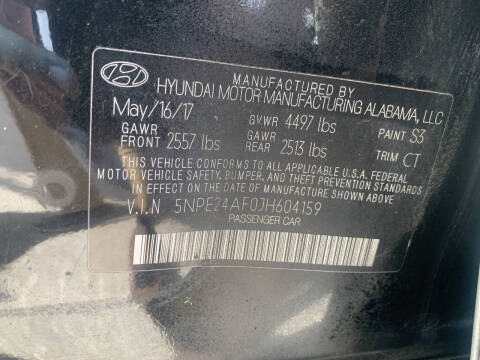 MANUFACTURED BY
HYUNDAI MOTOR MANUFACTURING ALABAMA, LLC
May/16/17 GVWR 4497 lbs PAINT S3
GAWR FRONT 2557 lbs GAWR REAR 2513 lbs TRIM CT
THIS VEHICLE CONFORMS TO ALL APPLICABLE U.S.A FEDERAL
MOTOR VEHICLE SAFETY, BUMPER, AND THEFT PREVENTION STANDARDS
IN EFFECT ON THE DATE OF MANUFACTURE SHOWN ABOVE.
V.I.N 5NPE24AF0JH604159
PASSENGER CAR